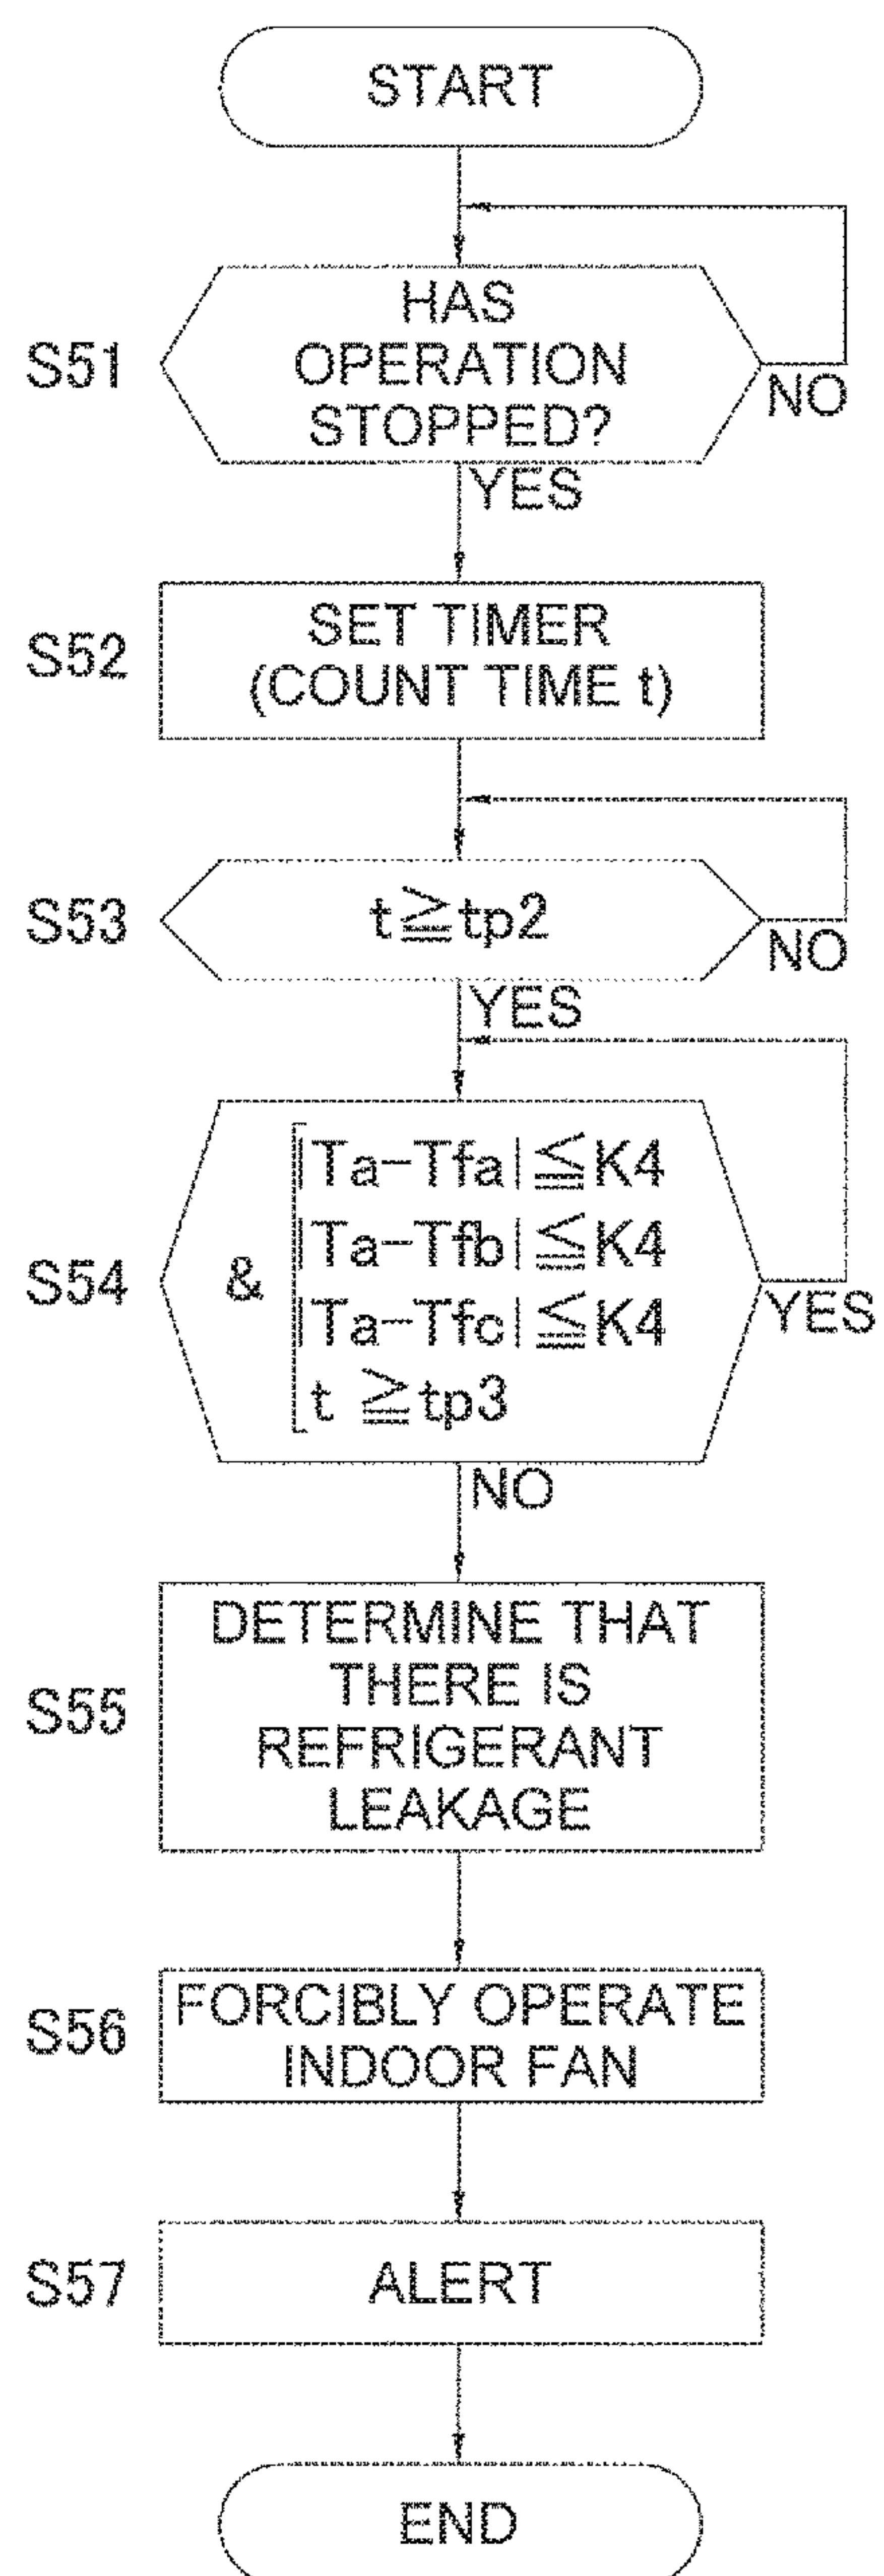 START
S51
HAS
OPERATION
STOPPED?
NO
YES
S52
SET TIMER
(COUNT TIME t)
S53
t≧tp2
NO
YES
S54
&
|Ta-Tfa|≦K4
|Ta-Tfb|≦K4
|Ta-Tfc|≦K4
t ≧tp3
YES
NO
S55
DETERMINE THAT
THERE IS
REFRIGERANT
LEAKAGE
S56
FORCIBLY OPERATE
INDOOR FAN
S57
ALERT
END